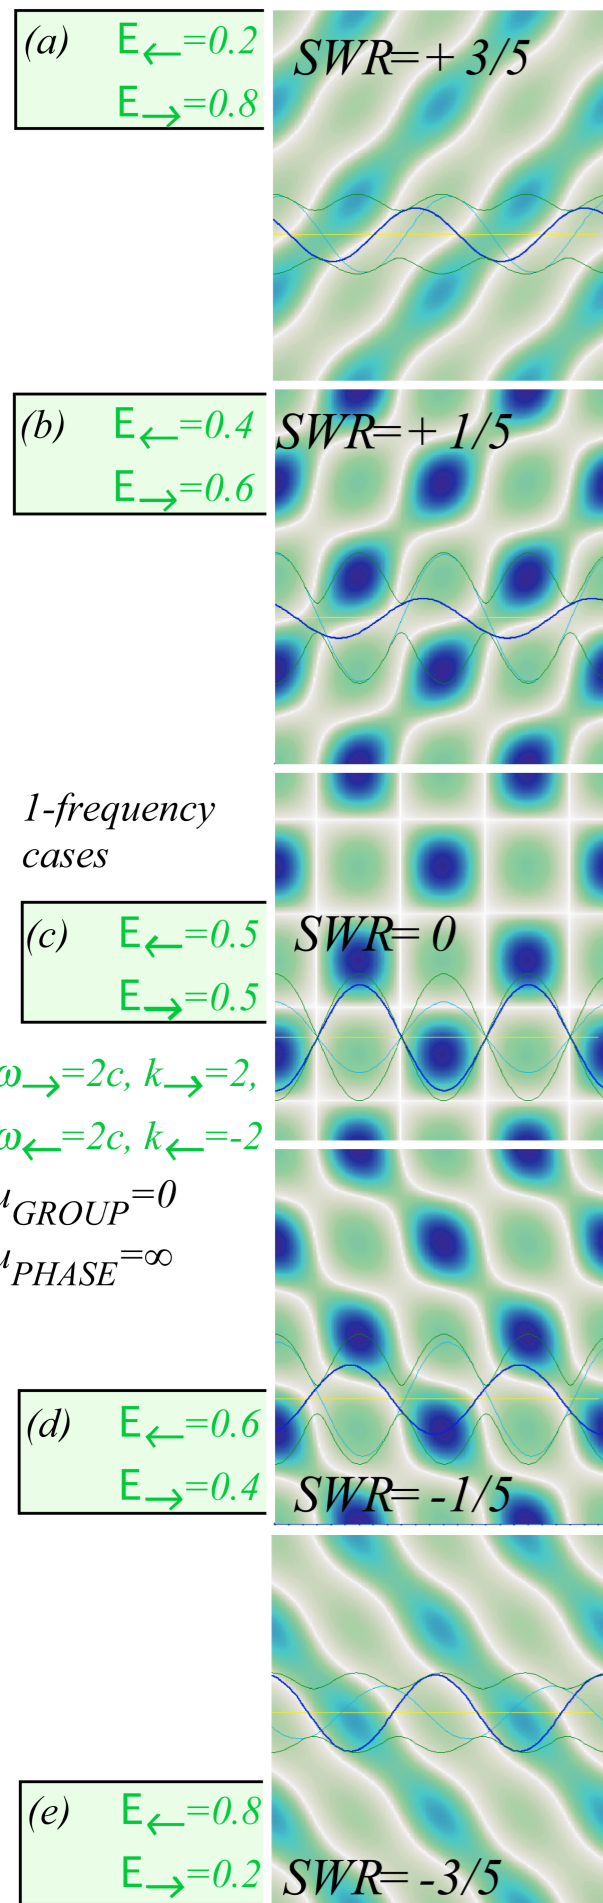 (a) E←=0.2
E→=0.8
SWR=+3/5
(b) E←=0.4
E→=0.6
SWR=+1/5
1-frequency
cases
(c) E←=0.5
E→=0.5
SWR=0
ω→=2c, k→=2,
ω←=2c, k←=-2
u_GROUP=0
u_PHASE=∞
(d) E←=0.6
E→=0.4
SWR=-1/5
(e) E←=0.8
E→=0.2
SWR=-3/5